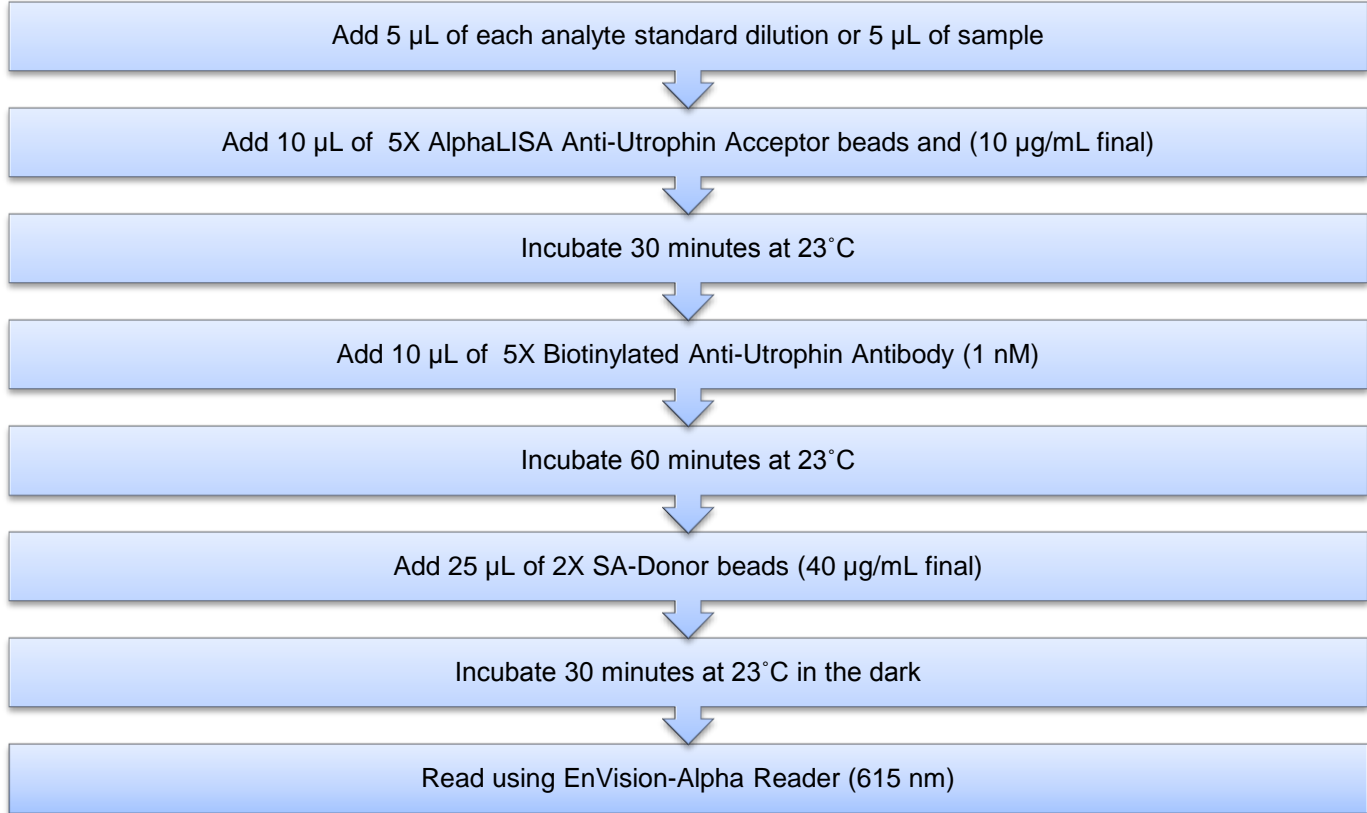 Add 5 µL of each analyte standard dilution or 5 µL of sample
Add 10 µL of  5X AlphaLISA Anti-Utrophin Acceptor beads and (10 µg/mL final)
Incubate 30 minutes at 23˚C
Add 10 µL of  5X Biotinylated Anti-Utrophin Antibody (1 nM)
Incubate 60 minutes at 23˚C
Add 25 µL of 2X SA-Donor beads (40 µg/mL final)
Incubate 30 minutes at 23˚C in the dark
Read using EnVision-Alpha Reader (615 nm)